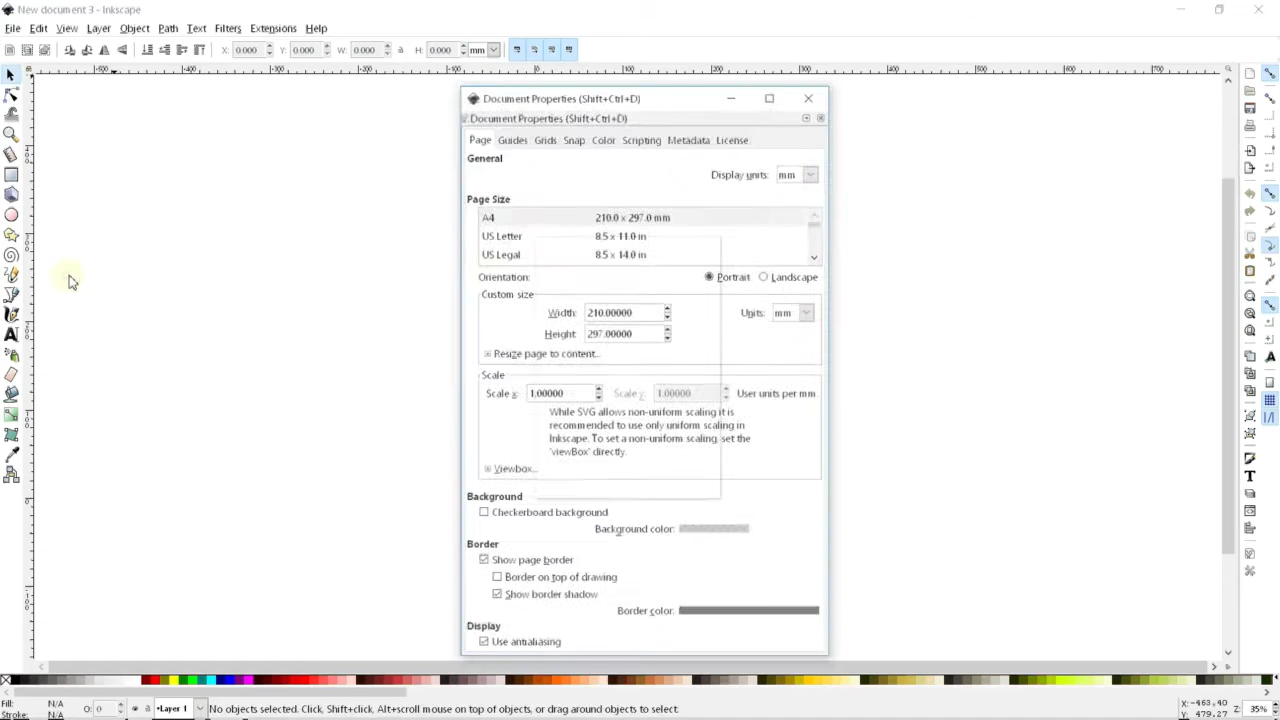 New document 3 - Inkscape
File Edit View Layer Object Path Text Filters Extensions Help
X: 0.000 Y: 0.000 W: 0.000 H: 0.000 mm
Document Properties (Shift+Ctrl+D)
Document Properties (Shift+Ctrl+D)
Page Guides Grids Snap Color Scripting Metadata License
General
Display units: mm
Page Size
A4 210.0 x 297.0 mm
US Letter 8.5 x 11.0 in
US Legal 8.5 x 14.0 in
Orientation: Portrait Landscape
Custom size
Width: 210.00000 Units: mm
Height: 297.00000
Resize page to content...
Scale
Scale x: 1.00000 Scale y: 1.00000 User units per mm
While SVG allows non-uniform scaling it is
recommended to use only uniform scaling in
Inkscape. To set a non-uniform scaling, set the
'viewBox' directly.
Viewbox...
Background
Checkerboard background
Background color:
Border
Show page border
Border on top of drawing
Show border shadow
Border color:
Display
Use antialiasing
Fill: N/A
Stroke: N/A
O: 0
Layer 1
No objects selected. Click, Shift+click, Alt+scroll mouse on top of objects, or drag around objects to select.
X: -463.40
Y: 479.27
Z: 35%